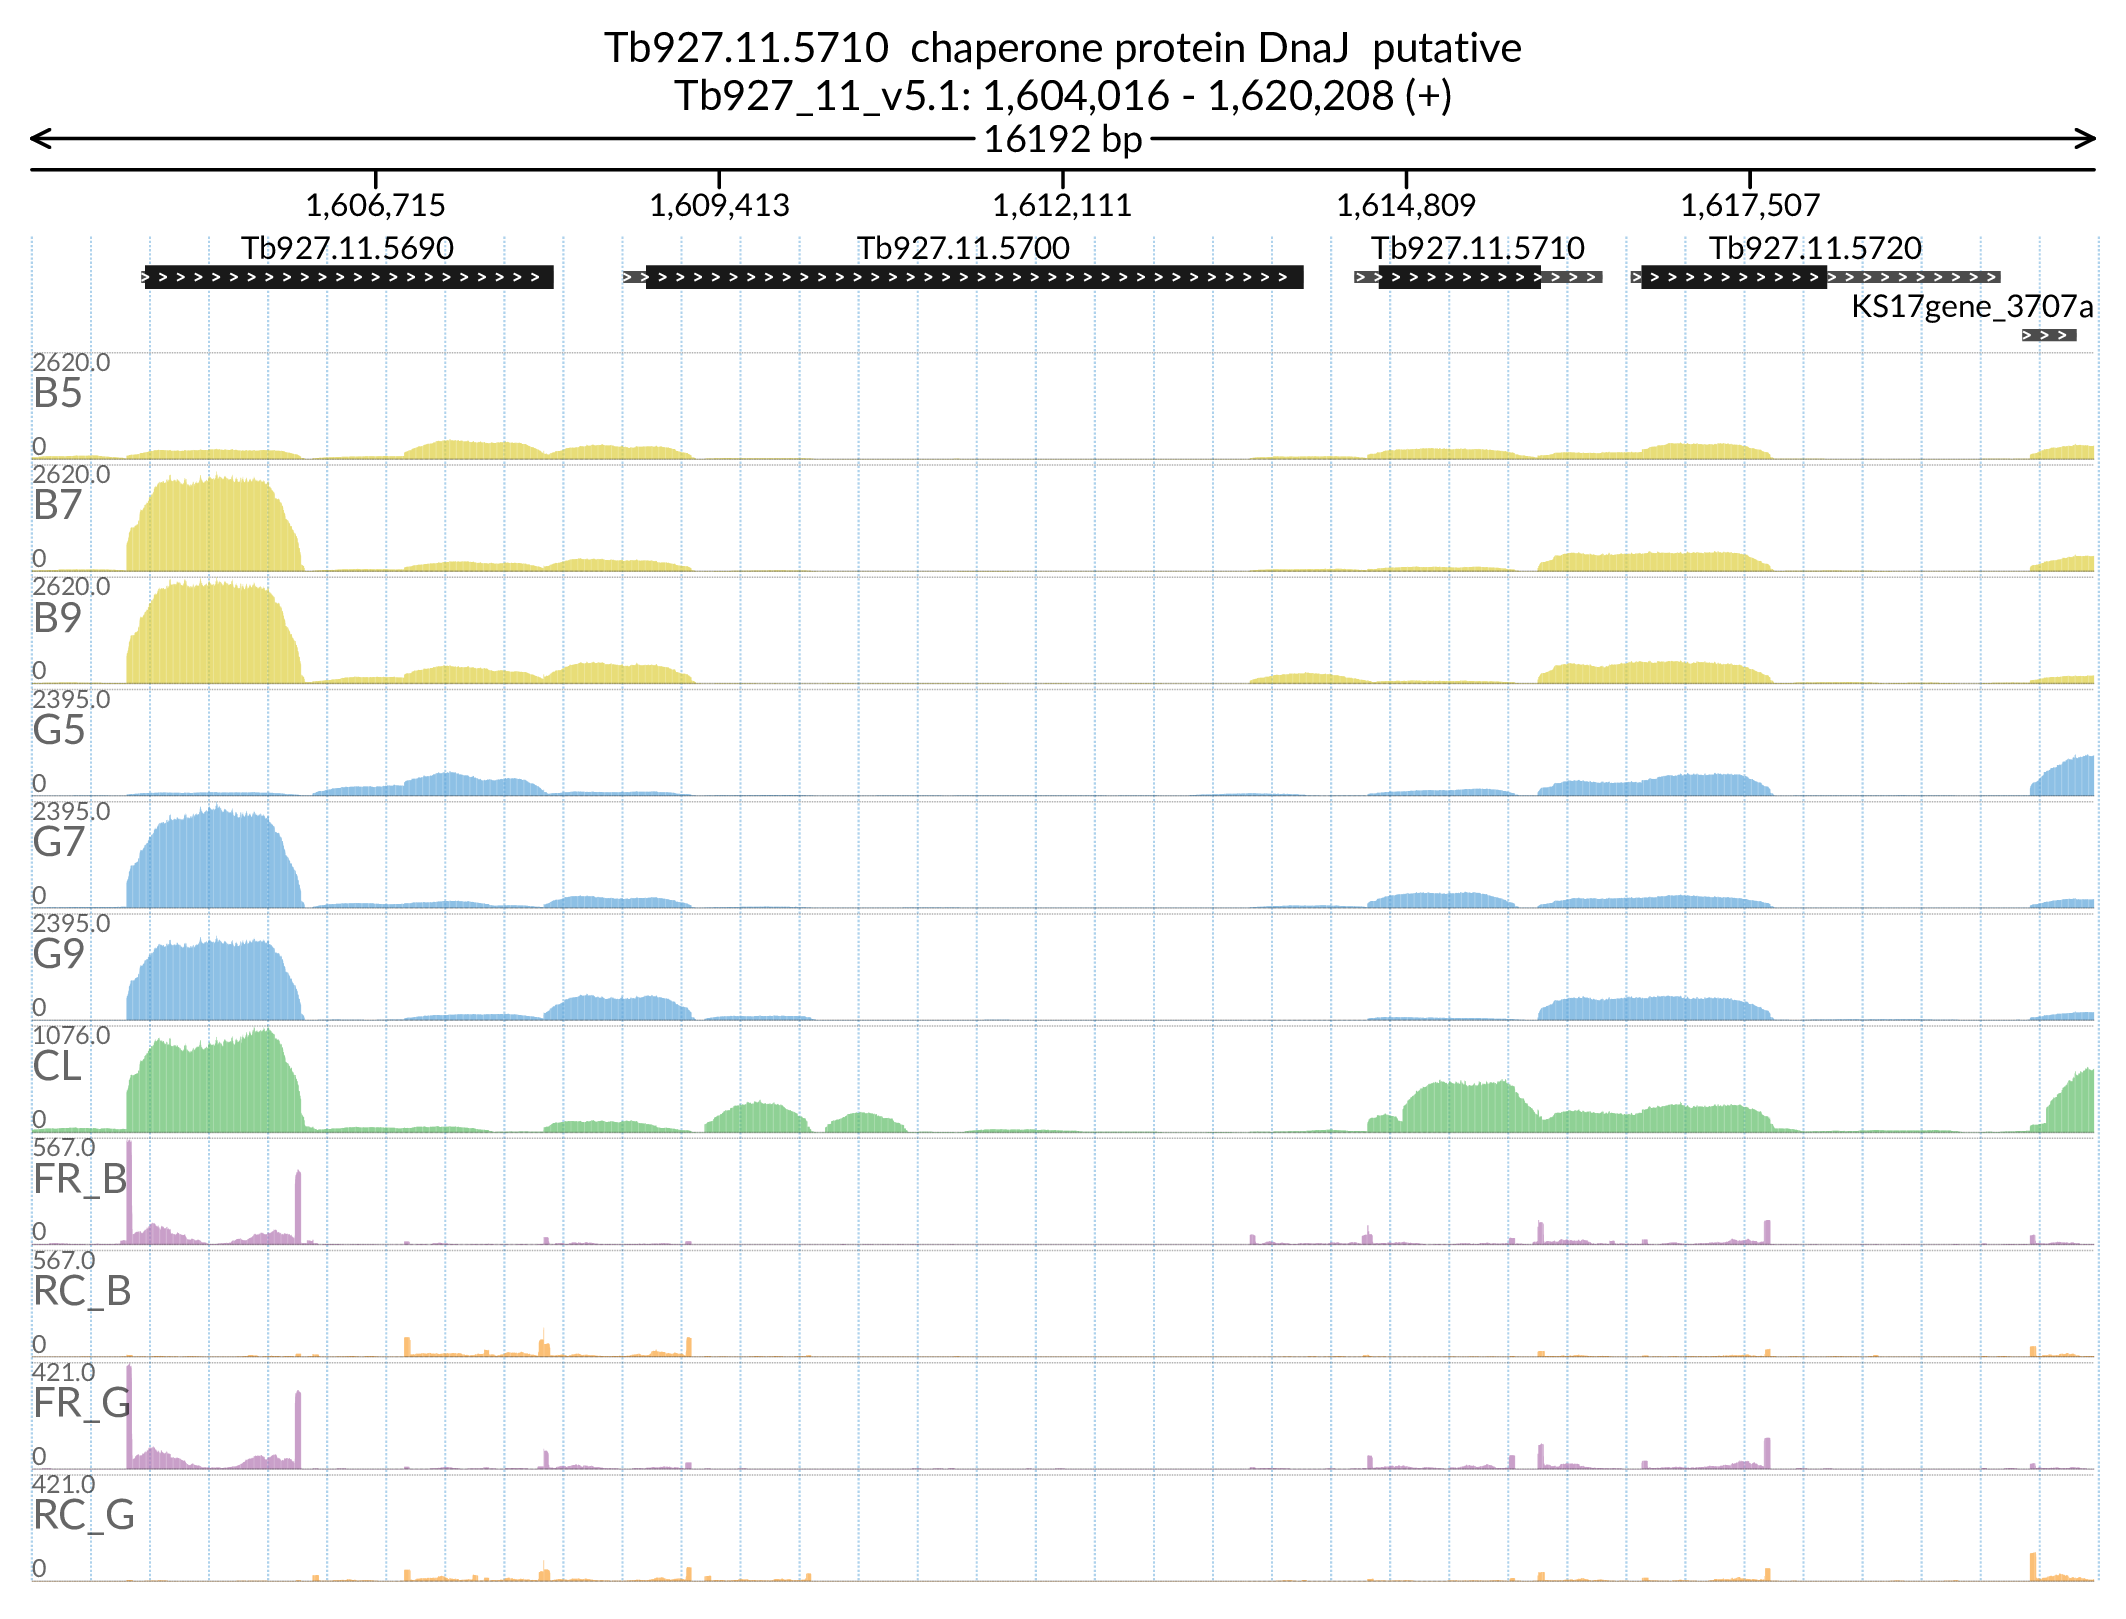 Tb927.11.5710  chaperone protein DnaJ  putative
Tb927_11_v5.1: 1,604,016 - 1,620,208 (+)
16192 bp
1,606,715 1,609,413 1,612,111 1,614,809 1,617,507
Tb927.11.5690 Tb927.11.5700 Tb927.11.5710 Tb927.11.5720
KS17gene_3707a
2620.0
B5
0
2620.0
B7
0
2620.0
B9
0
2395.0
G5
0
2395.0
G7
0
2395.0
G9
0
1076.0
CL
0
567.0
FR_B
0
567.0
RC_B
0
421.0
FR_G
0
421.0
RC_G
0